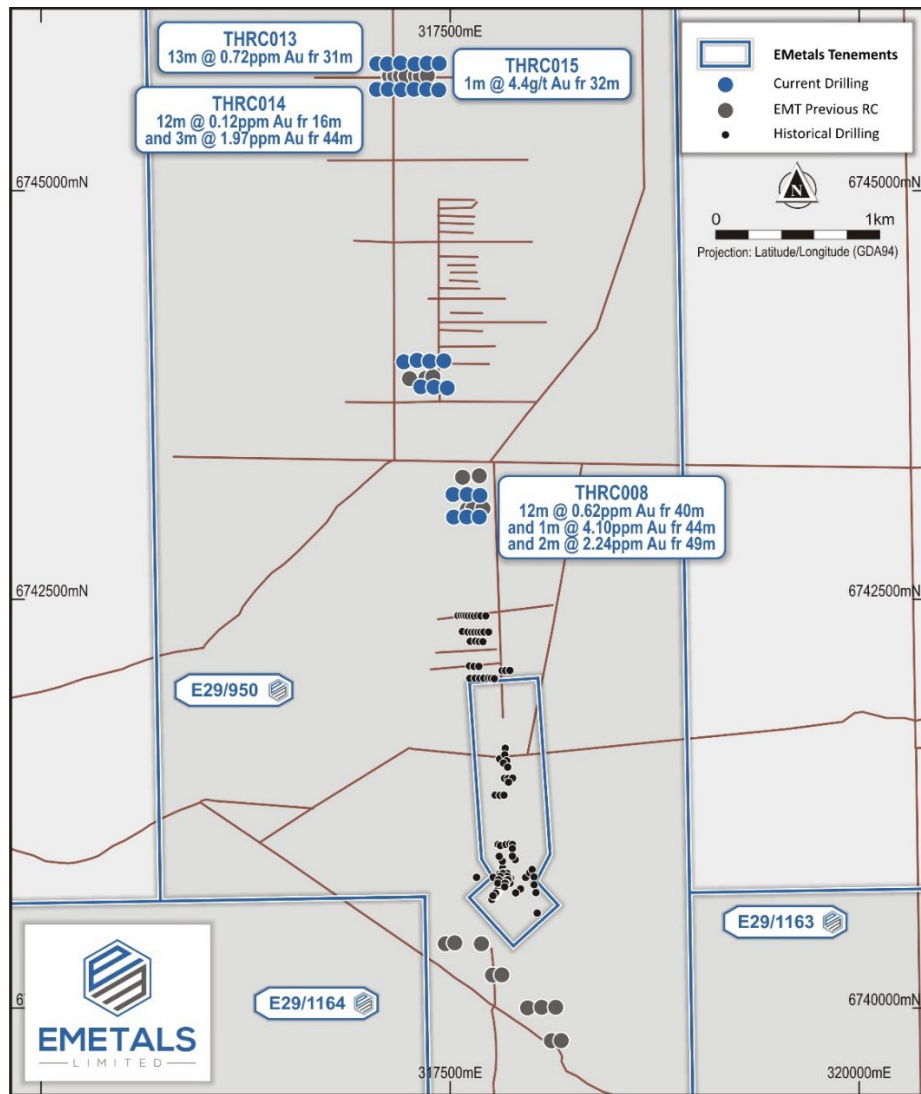 317500mE
THRC013
13m @ 0.72ppm Au fr 31m
THRC015
1m @ 4.4g/t Au fr 32m
THRC014
12m @ 0.12ppm Au fr 16m
and 3m @ 1.97ppm Au fr 44m
EMetals Tenements
Current Drilling
EMT Previous RC
Historical Drilling
6745000mN
6745000mN
N
0
1km
Projection: Latitude/Longitude (GDA94)
THRC008
12m @ 0.62ppm Au fr 40m
and 1m @ 4.10ppm Au fr 44m
and 2m @ 2.24ppm Au fr 49m
6742500mN
6742500mN
E29/950
E29/1163
E29/1164
67
6740000mN
EMETALS
LIMITED
317500mE
320000mE